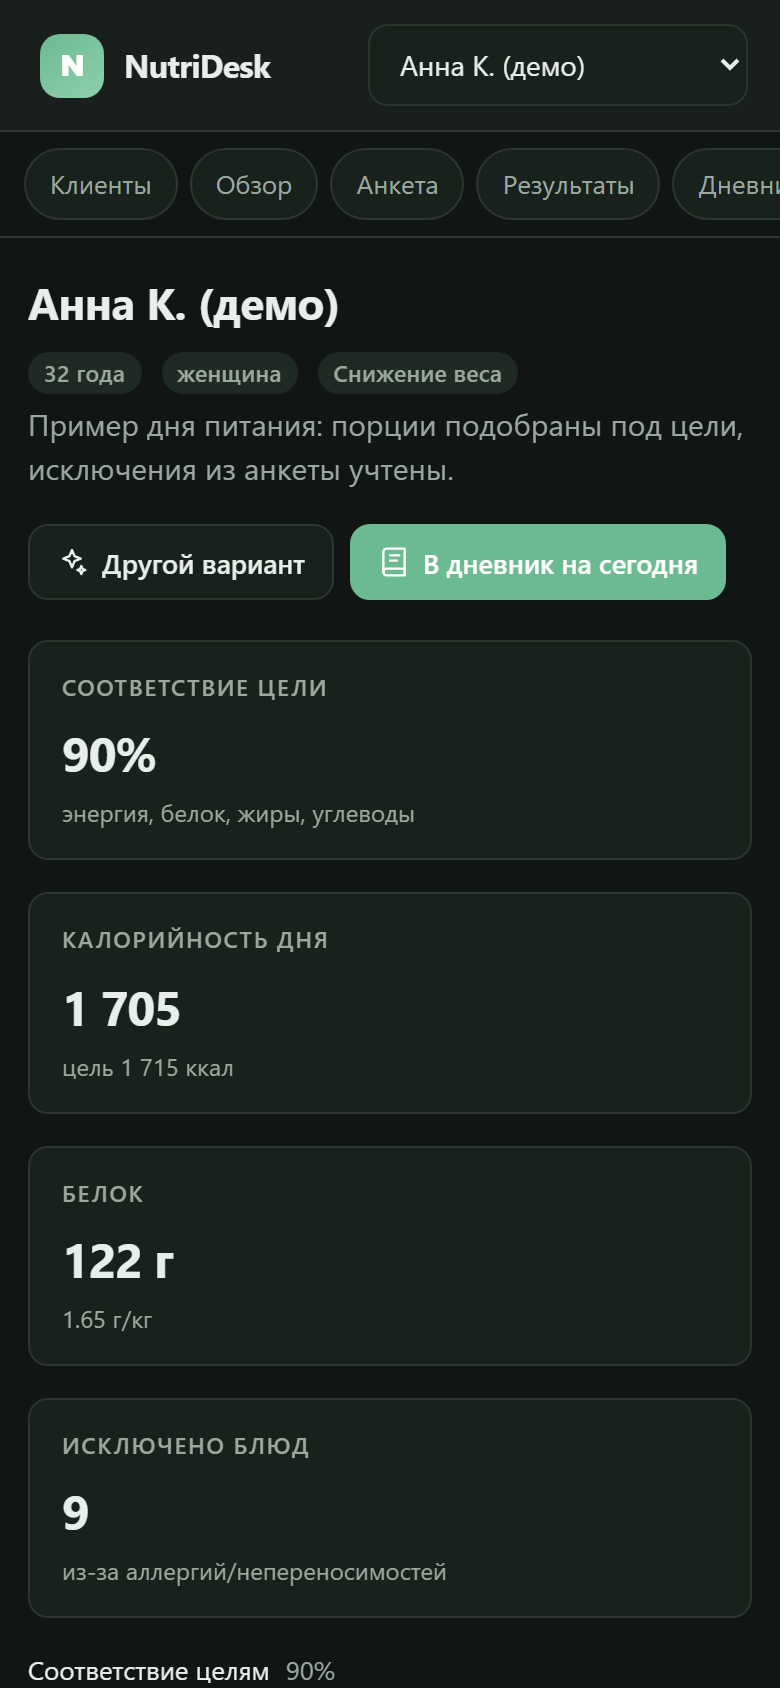 N NutriDesk Анна К. (демо)
Клиенты Обзор Анкета Результаты Дневни
Анна К. (демо)
32 года женщина Снижение веса
Пример дня питания: порции подобраны под цели,
исключения из анкеты учтены.
Другой вариант В дневник на сегодня
СООТВЕТСТВИЕ ЦЕЛИ
90%
энергия, белок, жиры, углеводы
КАЛОРИЙНОСТЬ ДНЯ
1 705
цель 1 715 ккал
БЕЛОК
122 г
1.65 г/кг
ИСКЛЮЧЕНО БЛЮД
9
из-за аллергий/непереносимостей
Соответствие целям 90%